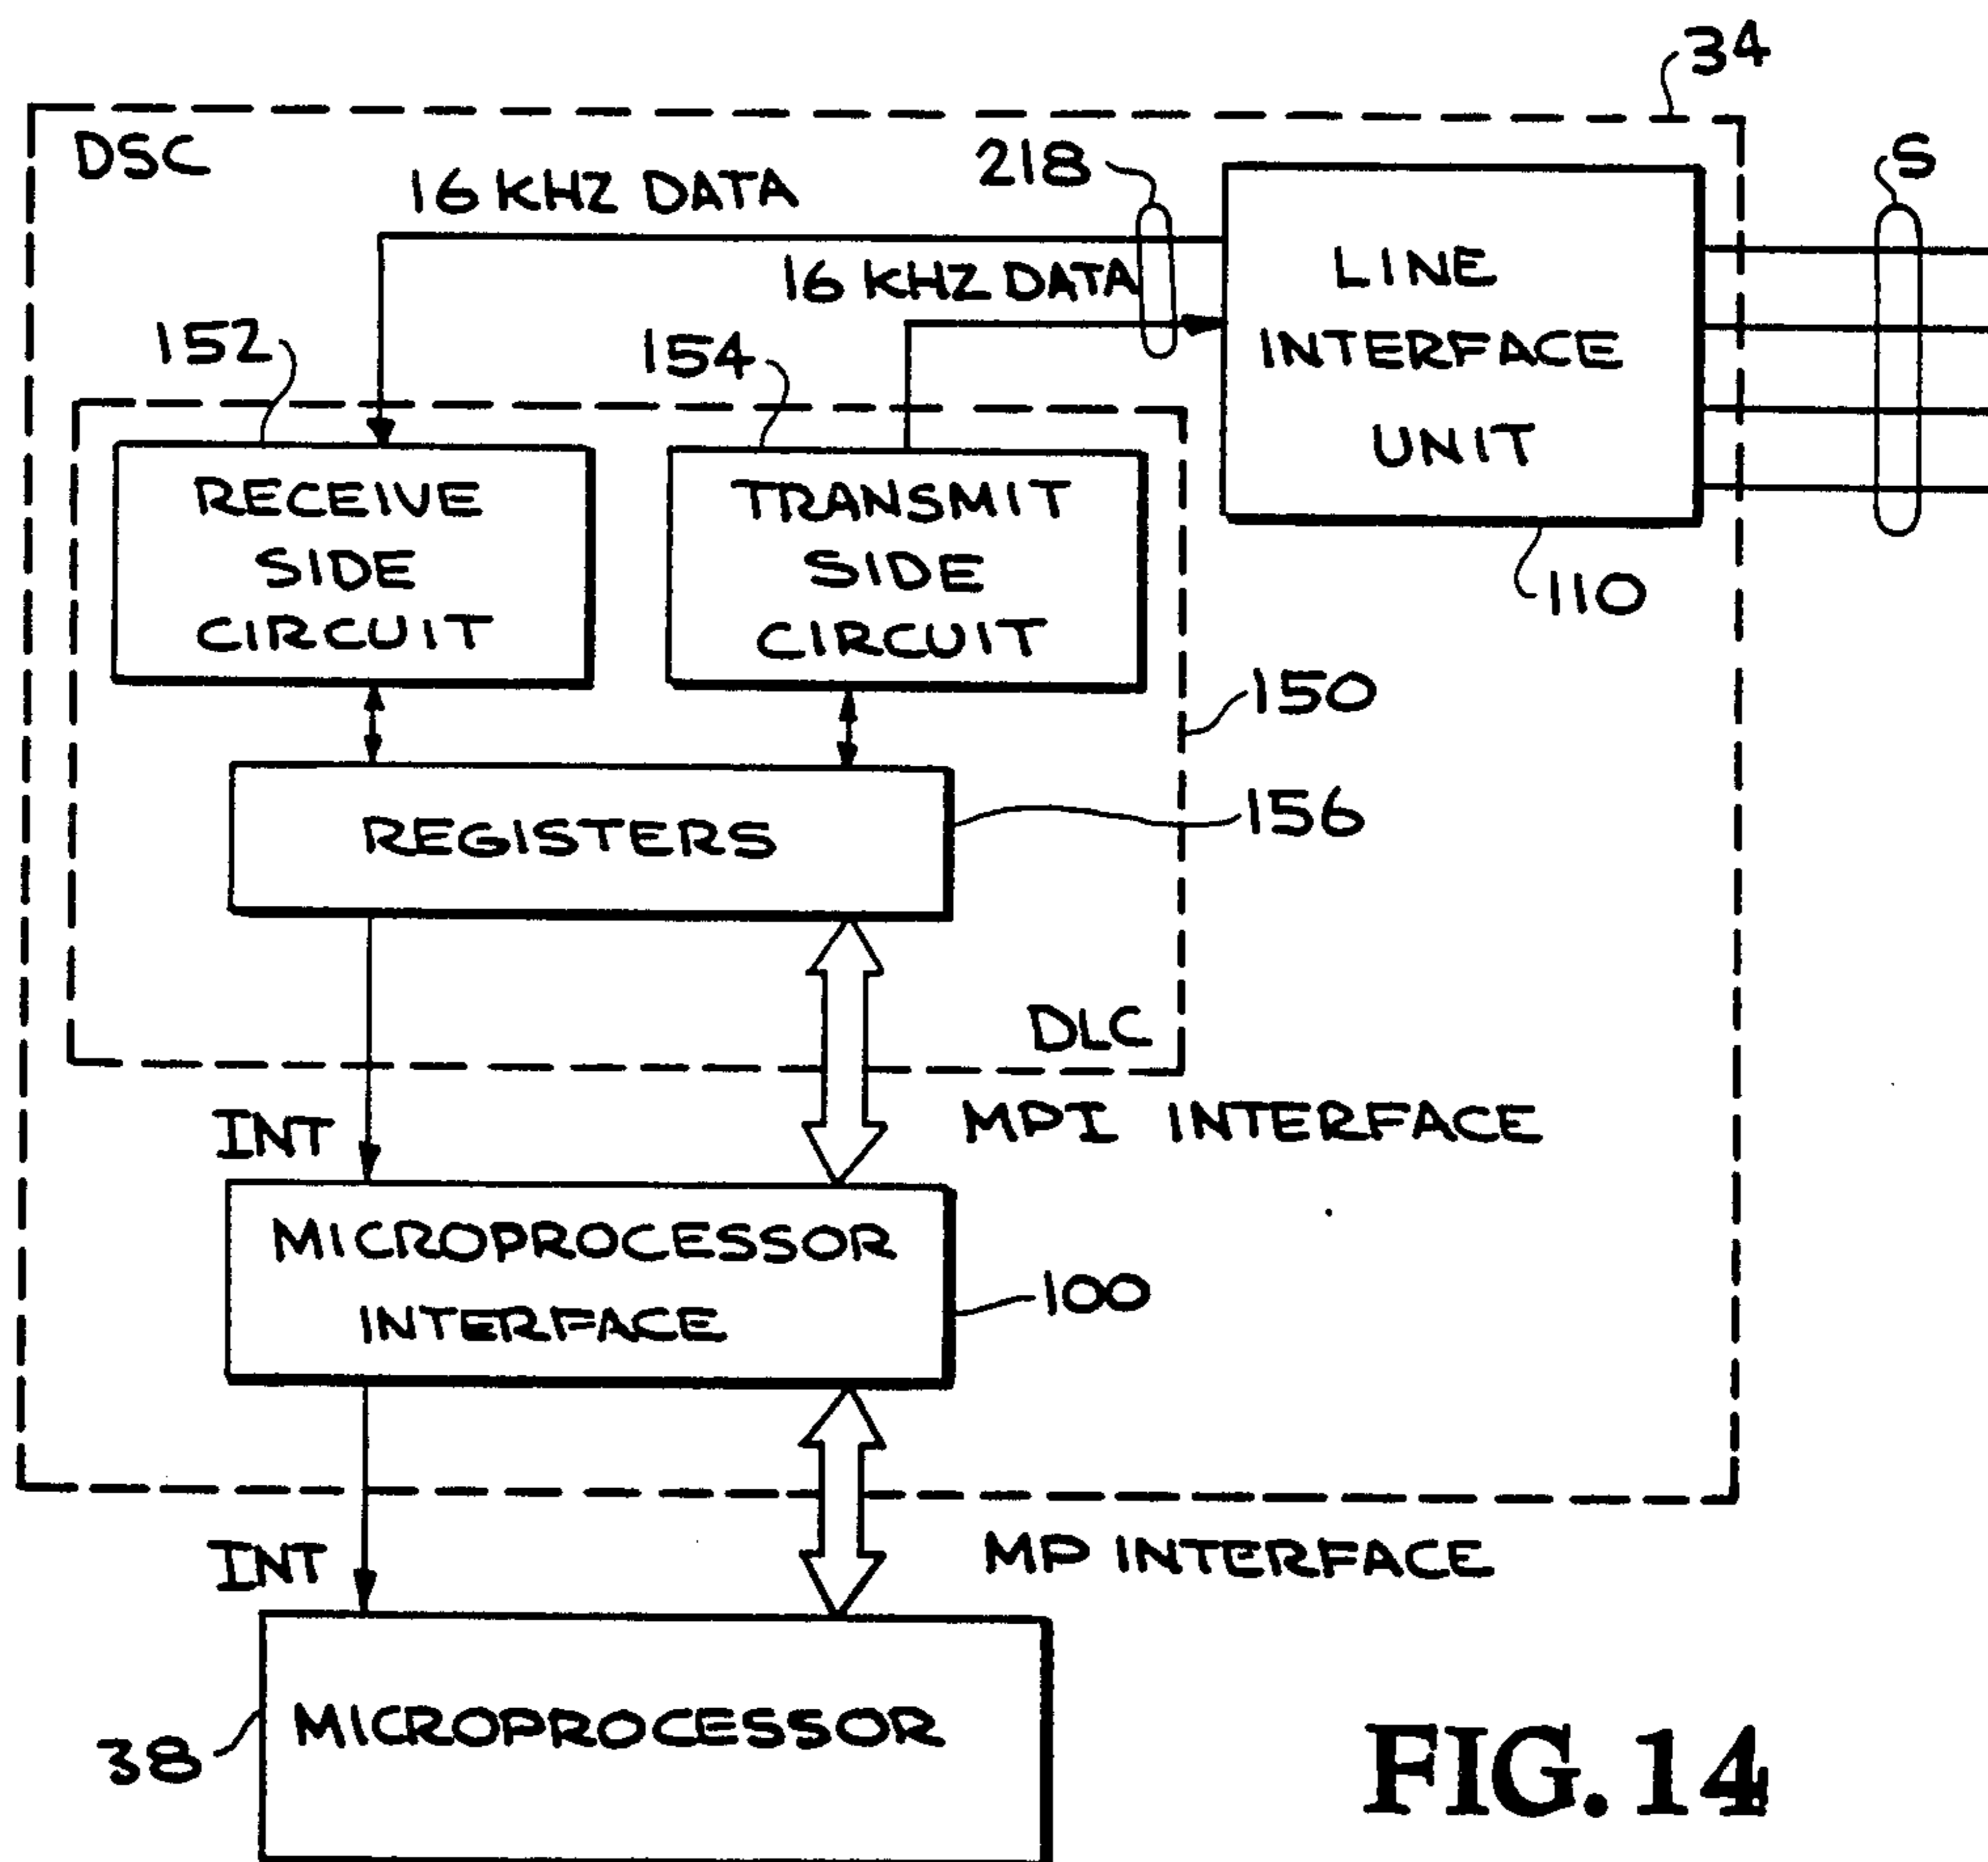 34
DSC
218
S
16 KHZ DATA
16 KHZ DATA
LINE
INTERFACE
UNIT
152
154
110
RECEIVE
SIDE
CIRCUIT
TRANSMIT
SIDE
CIRCUIT
150
156
REGISTERS
DLC
INT
MPI INTERFACE
MICROPROCESSOR
INTERFACE
100
INT
MP INTERFACE
MICROPROCESSOR
38
FIG. 14